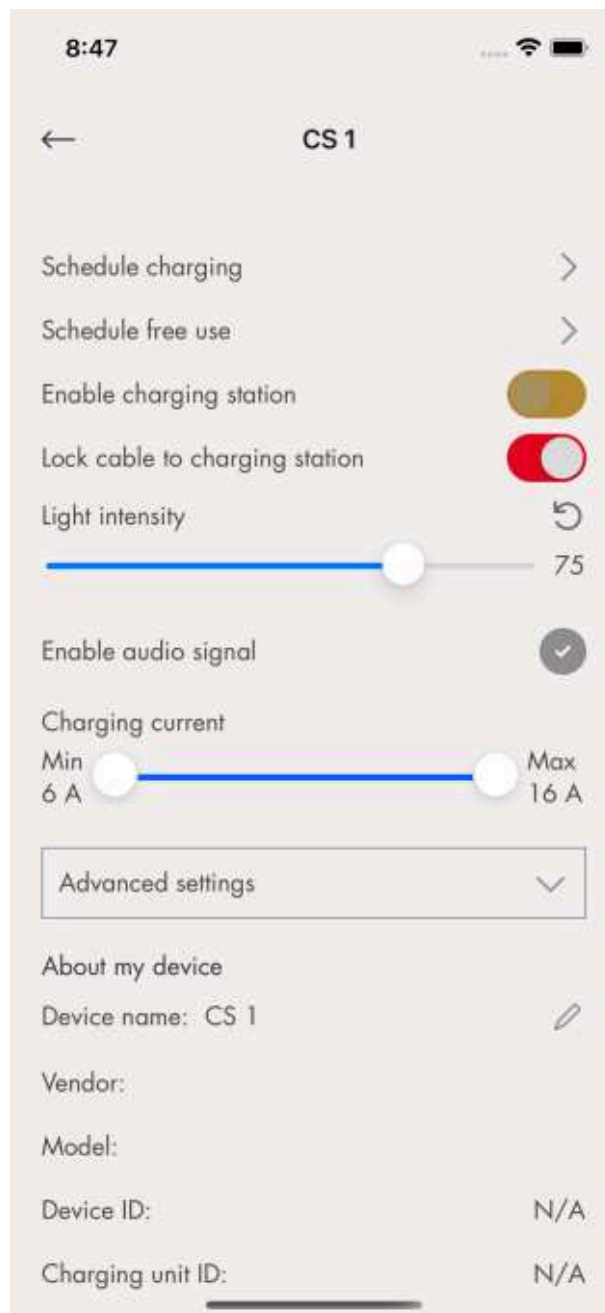 8:47
CS 1
Schedule charging
Schedule free use
Enable charging station
Lock cable to charging station
Light intensity
75
Enable audio signal
Charging current
Min Max
6 A 16 A
Advanced settings
About my device
Device name: CS 1
Vendor:
Model:
Device ID: N/A
Charging unit ID: N/A